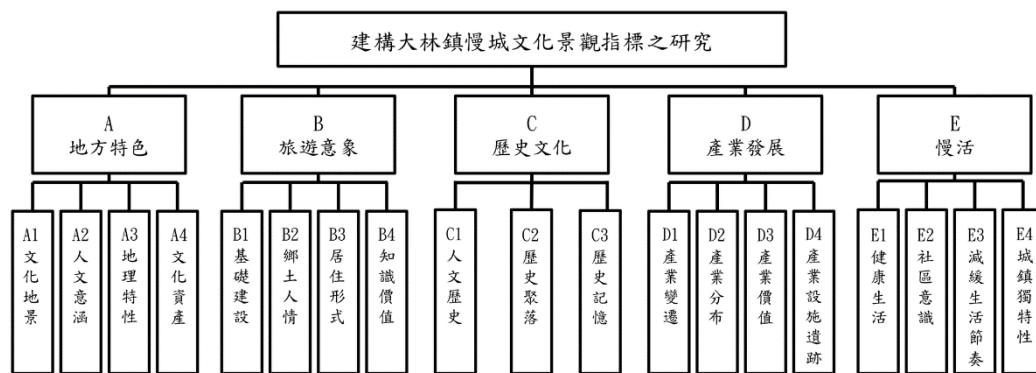 建構大林鎮慢城文化景觀指標之研究
A
地方特色
B
旅遊意象
C
歷史文化
D
產業發展
E
慢活
A1
文化地景
A2
人文意涵
A3
地理特性
A4
文化資產
B1
基礎建設
B2
鄉土人情
B3
居住形式
B4
知識價值
C1
人文歷史
C2
歷史聚落
C3
歷史記憶
D1
產業變遷
D2
產業分布
D3
產業價值
D4
產業設施遺跡
E1
健康生活
E2
社區意識
E3
減緩生活節奏
E4
城鎮獨特性